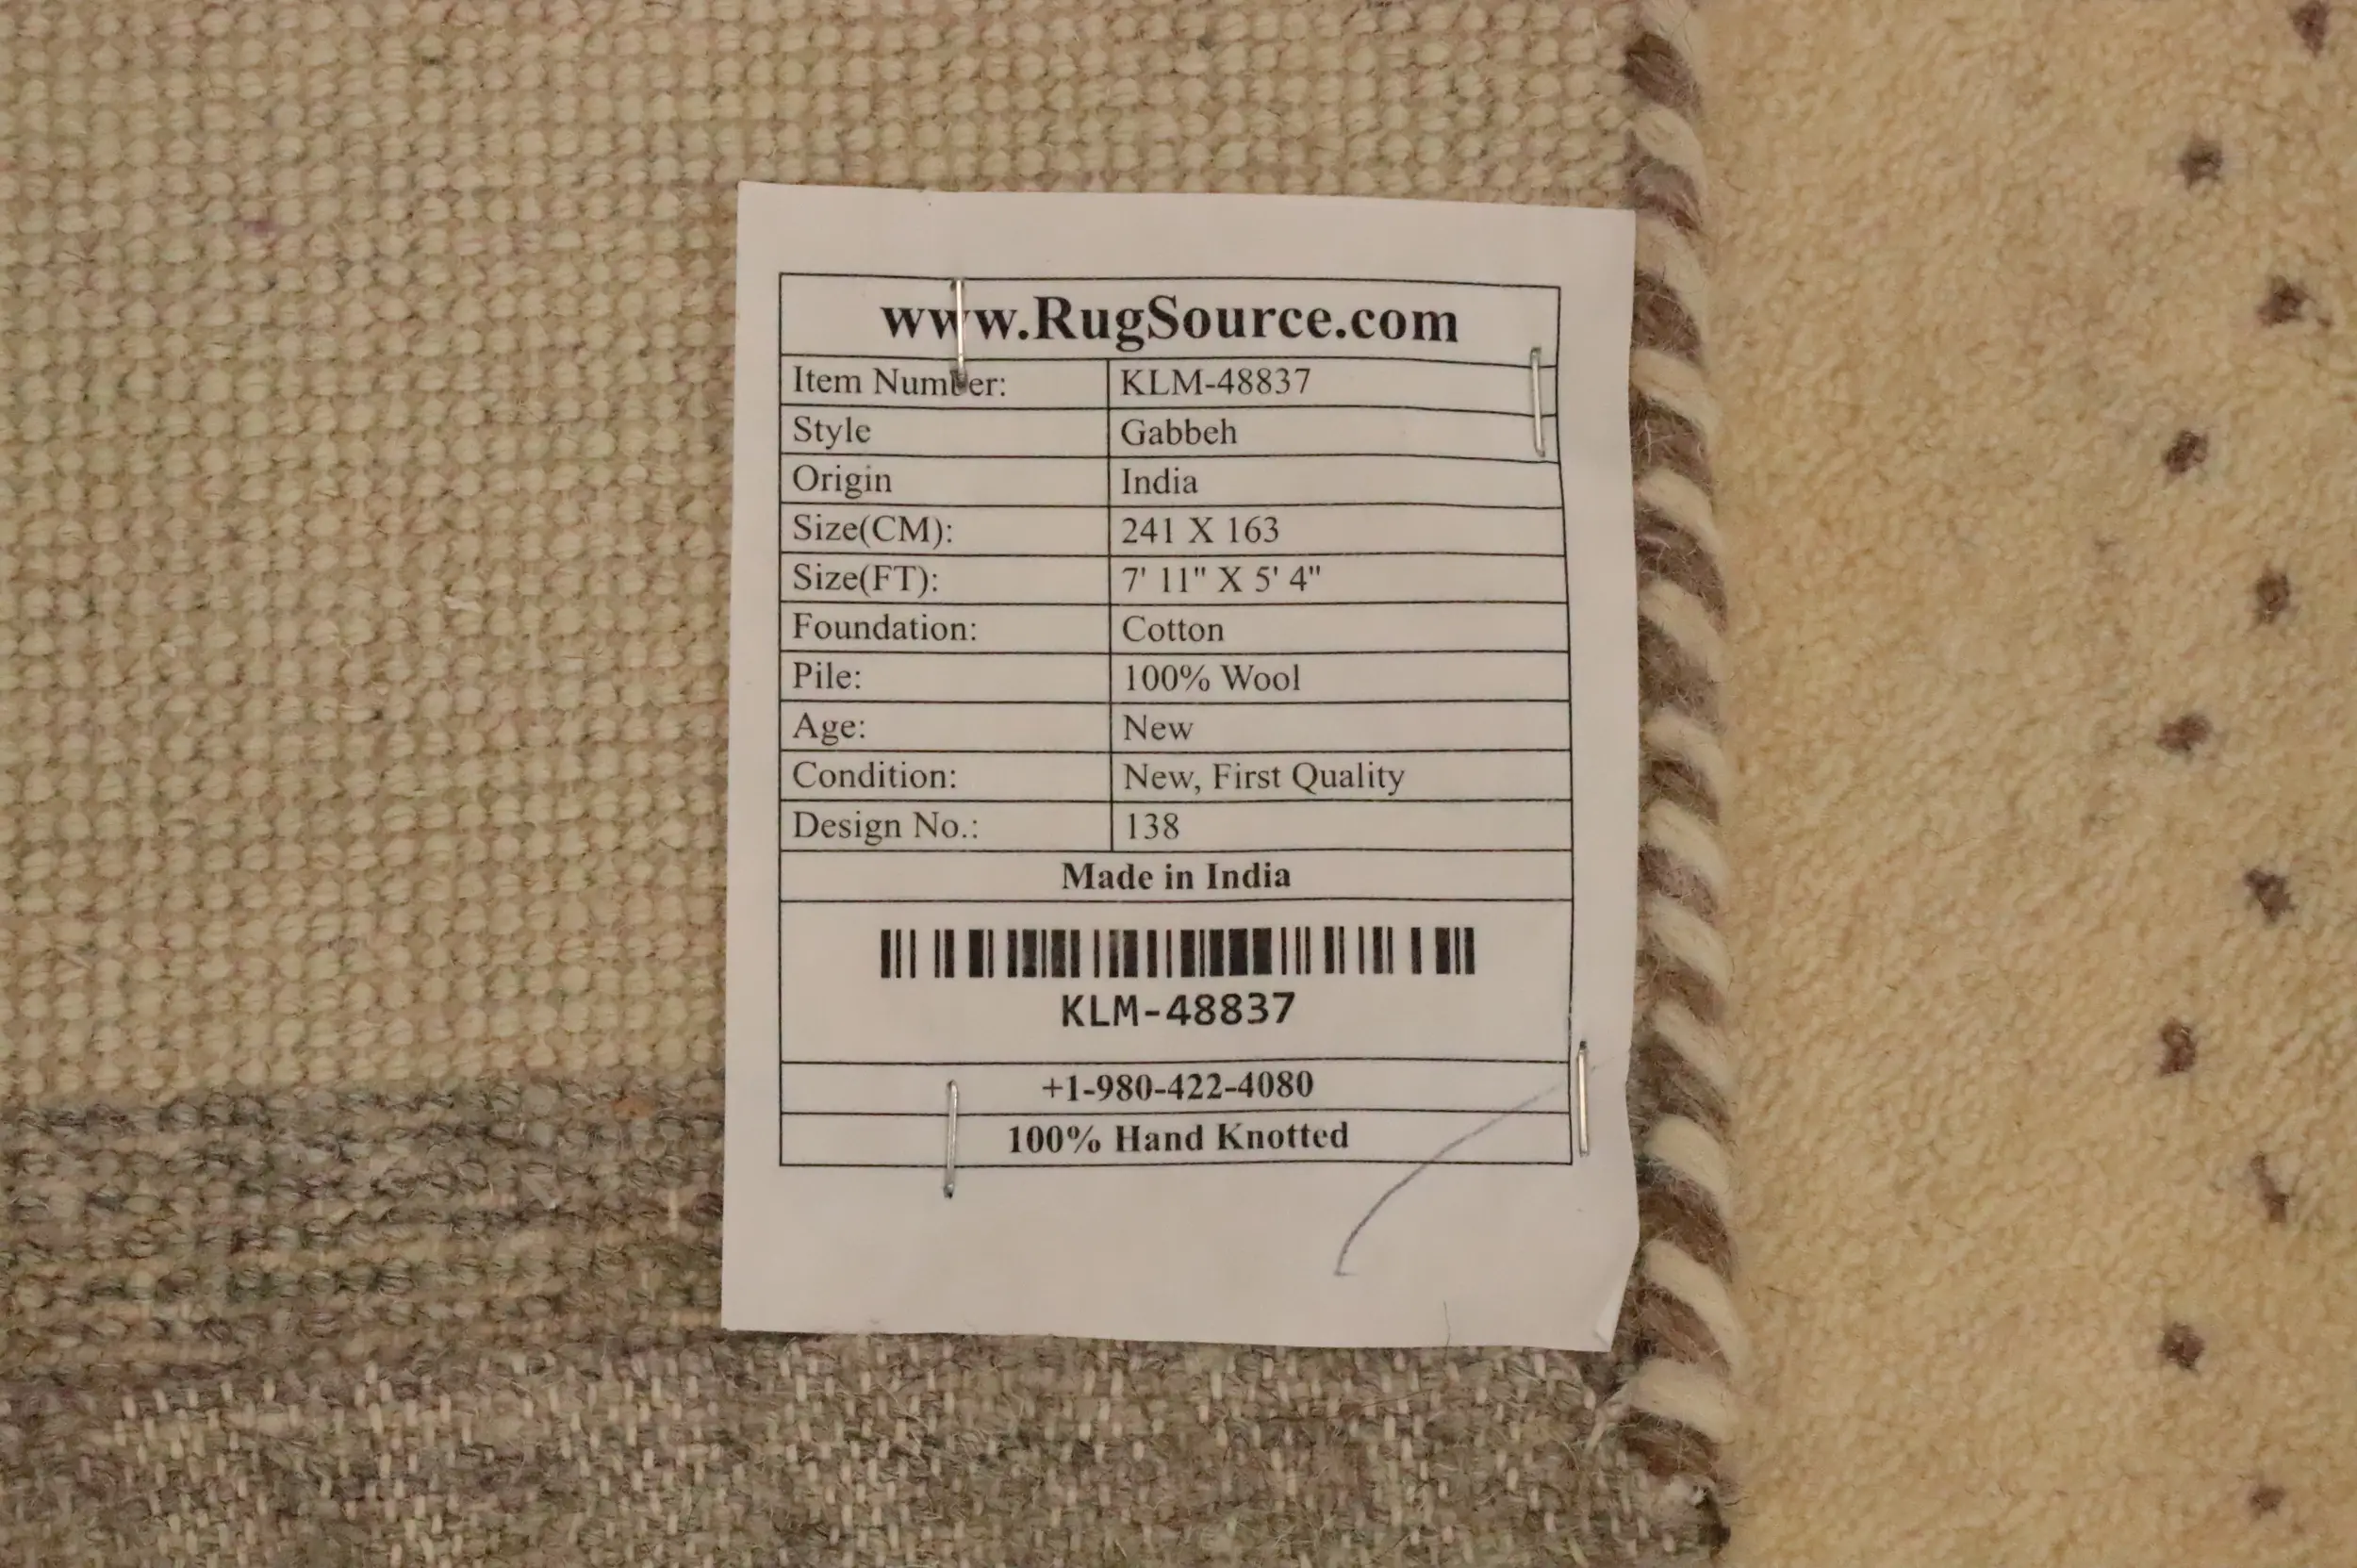 www.RugSource.com
Item Number: KLM-48837
Style Gabbeh
Origin India
Size(CM): 241 X 163
Size(FT): 7' 11" X 5' 4"
Foundation: Cotton
Pile: 100% Wool
Age: New
Condition: New, First Quality
Design No.: 138
Made in India
KLM-48837
+1-980-422-4080
100% Hand Knotted